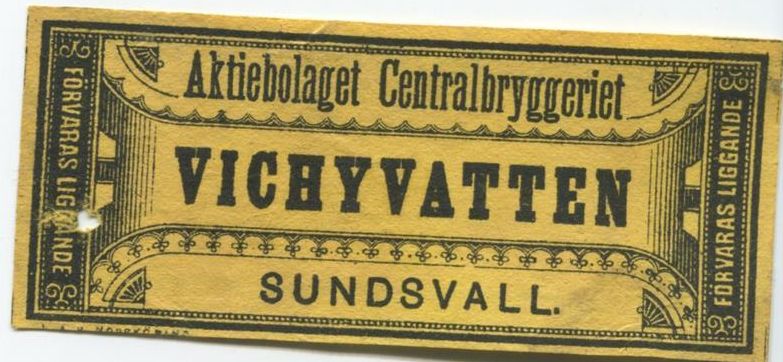 Aktiebolaget Centralbryggeriet
VICHYVATTEN
SUNDSVALL.
FÖRVARAS LIGGANDE
FÖRVARAS LIGGANDE